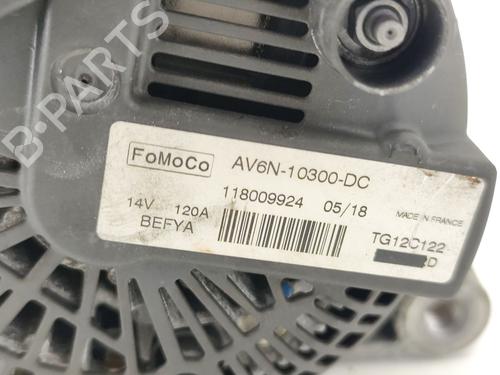 B-PARTS
FoMoCo AV6N-10300-DC
118009924 05/18 MADE IN FRANCE
14V 120A
BEFYA TG12C122
D